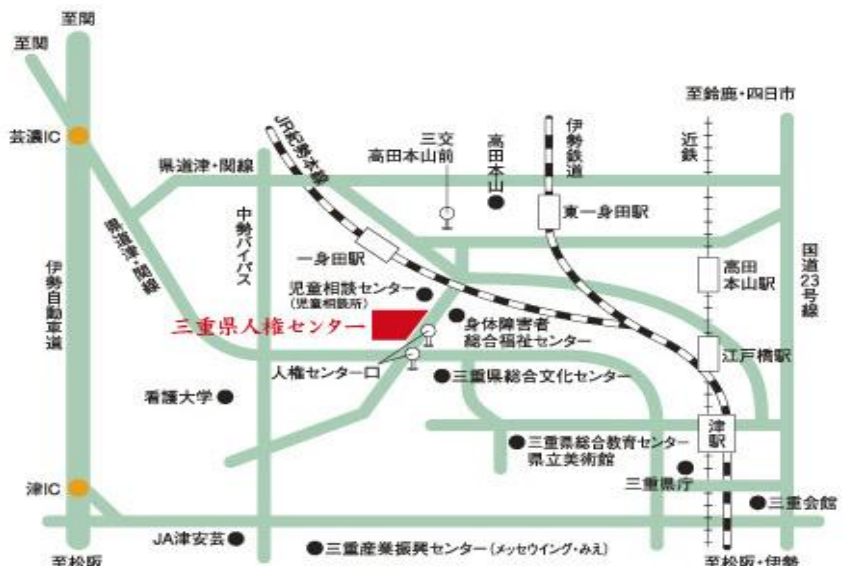 至関
至関
至鈴鹿・四日市
芸濃IC
JR紀勢本線
三交
高田本山前
高田本山
伊勢鉄道
近鉄
県道津・関線
県道津・関線
中勢バイパス
東一身田駅
一身田駅
伊勢自動車道
高田
本山駅
国道23号線
児童相談センター
(児童相談所)
三重県人権センター
身体障害者
総合福祉センター
江戸橋駅
人権センター口
三重県総合文化センター
看護大学
津駅
三重県総合教育センター
県立美術館
三重県庁
津IC
三重会館
JA津安芸
三重産業振興センター(メッセウイング・みえ)
至松阪
至松阪・伊勢